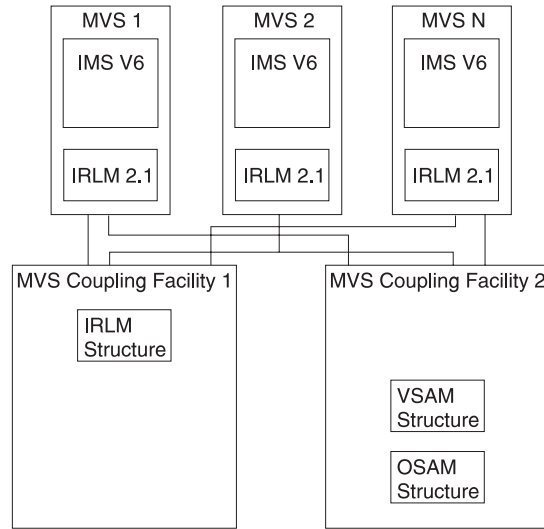 MVS 1
MVS 2
MVS N
IMS V6
IMS V6
IMS V6
IRLM 2.1
IRLM 2.1
IRLM 2.1
MVS Coupling Facility 1
MVS Coupling Facility 2
IRLM
Structure
VSAM
Structure
OSAM
Structure